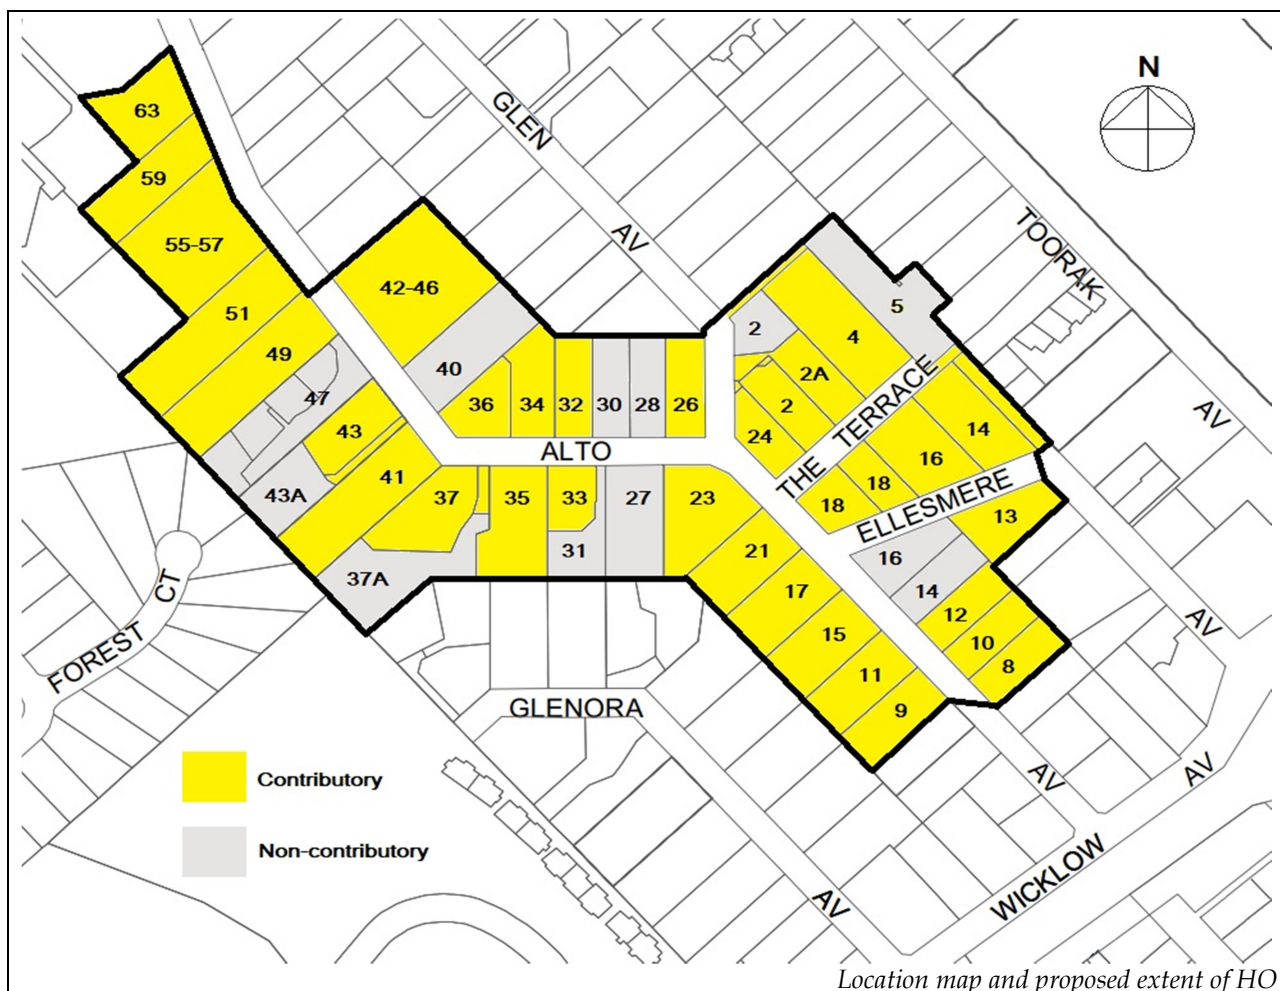 N
GLEN
AV
TOORAK
AV
AV
63
59
55-57
51
49
47
43
43A
41
37
37A
42-46
40
36
34
32
30
28
26
ALTO
35
33
31
27
23
21
17
15
11
9
5
4
2
2A
2
24
THE TERRACE
14
16
18
18
ELLESMERE
13
16
14
12
10
8
AV
FOREST
CT
GLENORA
AV
WICKLOW
AV
Contributory
Non-contributory
Location map and proposed extent of HO